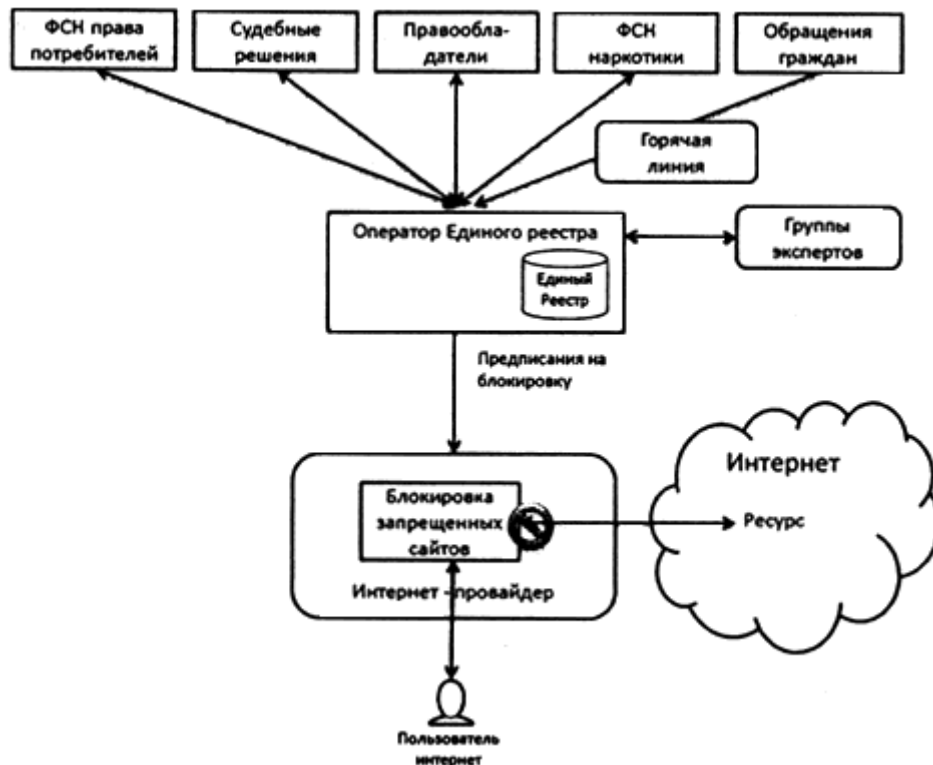 ФСН права
потребителей
Судебные
решения
Правообла-
датели
ФСН
наркотики
Обращения
граждан
Горячая
линия
Оператор Единого реестра
Единый
Реестр
Группы
экспертов
Предписания на
блокировку
Блокировка
запрещенных
сайтов
Интернет - провайдер
Интернет
Ресурс
Пользователь
интернет